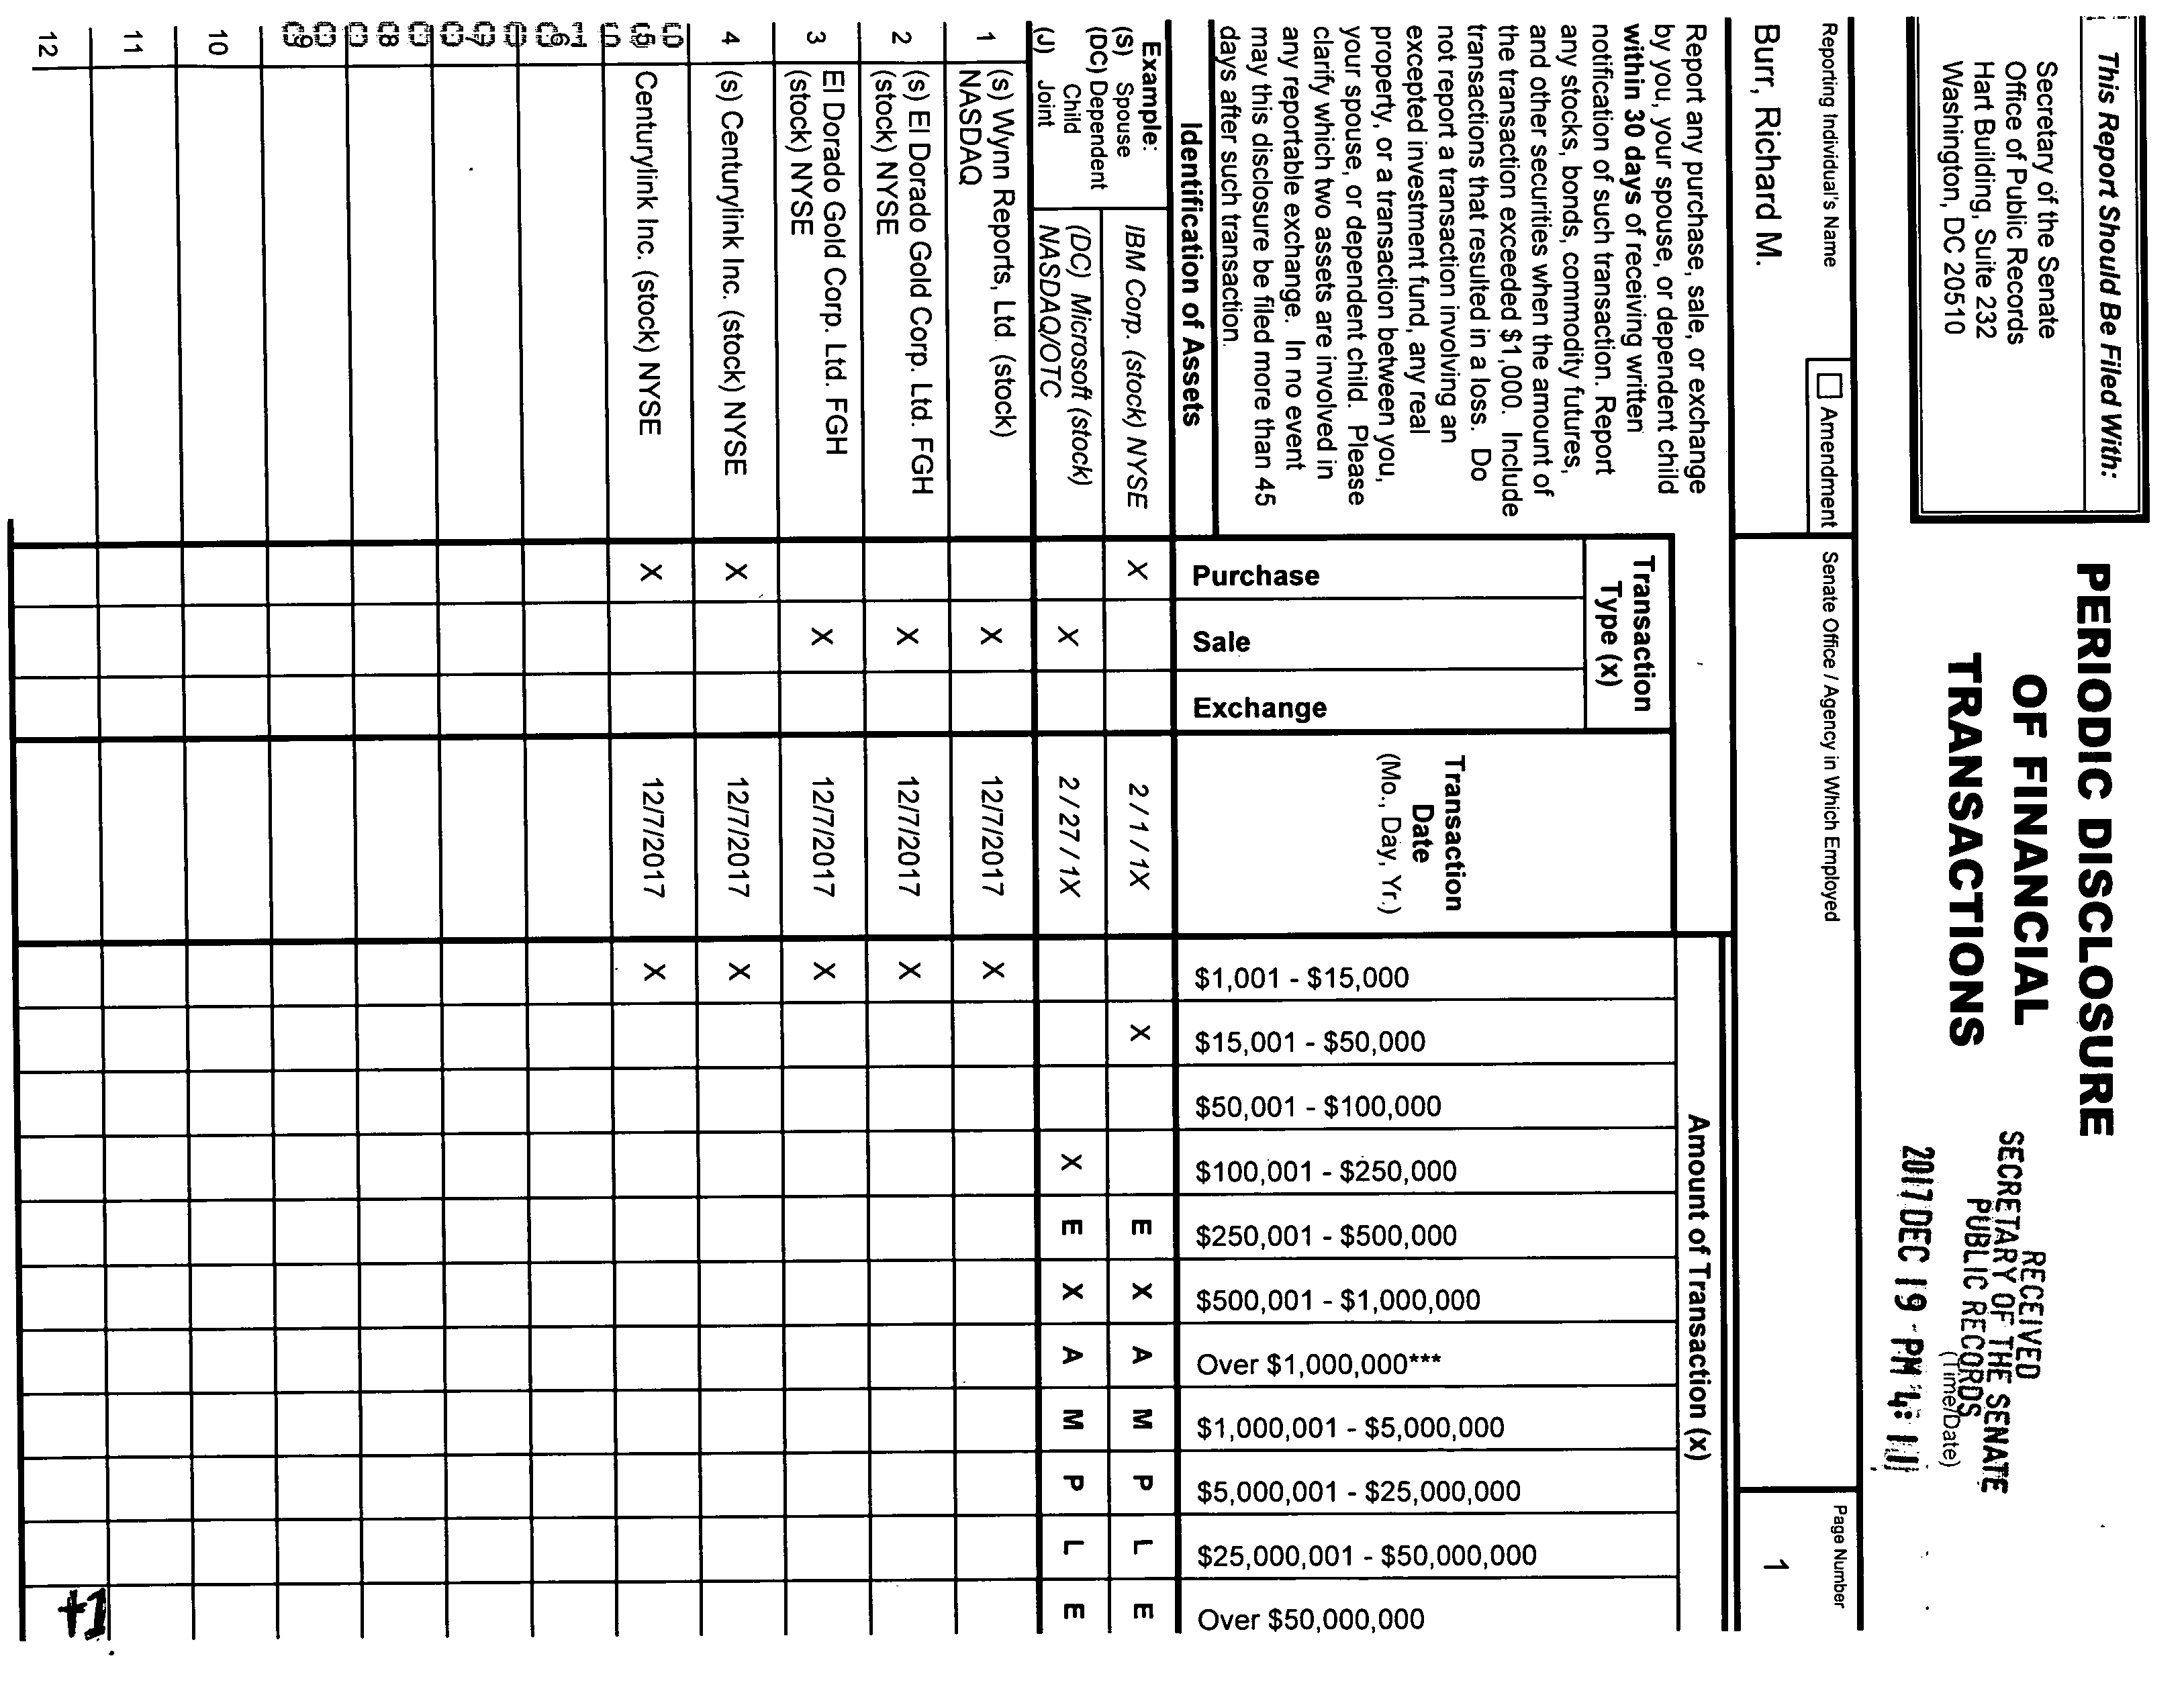 This Report Should Be Filed With:
Secretary of the Senate
Office of Public Records
Hart Building, Suite 232
Washington, DC 20510
PERIODIC DISCLOSURE
OF FINANCIAL
TRANSACTIONS
RECEIVED
SECRETARY OF THE SENATE
PUBLIC RECORDS
(Time/Date)
2017 DEC 19 PM 4:11
Reporting Individual's Name
Amendment
Senate Office / Agency in Which Employed
Page Number
Burr, Richard M.
1
Report any purchase, sale, or exchange
by you, your spouse, or dependent child
within 30 days of receiving written
notification of such transaction. Report
any stocks, bonds, commodity futures,
and other securities when the amount of
the transaction exceeded $1,000. Include
transactions that resulted in a loss. Do
not report a transaction involving an
excepted investment fund, any real
property, or a transaction between you,
your spouse, or dependent child. Please
clarify which two assets are involved in
any reportable exchange. In no event
may this disclosure be filed more than 45
days after such transaction.
Identification of Assets
Transaction
Type (x)
Purchase
Sale
Exchange
Transaction
Date
(Mo., Day, Yr.)
Amount of Transaction (x)
$1,001 - $15,000
$15,001 - $50,000
$50,001 - $100,000
$100,001 - $250,000
$250,001 - $500,000
$500,001 - $1,000,000
Over $1,000,000***
$1,000,001 - $5,000,000
$5,000,001 - $25,000,000
$25,000,001 - $50,000,000
Over $50,000,000
Example:
(S) Spouse
(DC) Dependent
Child
(J) Joint
IBM Corp. (stock) NYSE X 2 / 1 / 1X X E X A M P L E
(DC) Microsoft (stock)
NASDAQ/OTC X 2 / 27 / 1X X E X A M P L E
1 (s) Wynn Reports, Ltd. (stock)
NASDAQ X 12/7/2017 X
2 (s) El Dorado Gold Corp. Ltd. FGH
(stock) NYSE X 12/7/2017 X
3 El Dorado Gold Corp. Ltd. FGH
(stock) NYSE X 12/7/2017 X
4 (s) Centurylink Inc. (stock) NYSE X 12/7/2017 X
5 Centurylink Inc. (stock) NYSE X 12/7/2017 X
6
7
8
9
10
11
12